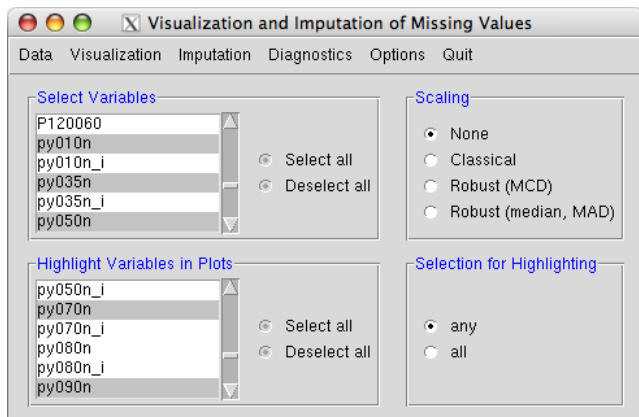 Visualization and Imputation of Missing Values
Data Visualization Imputation Diagnostics Options Quit
Select Variables
P120060
py010n
py010n_i
py035n
py035n_i
py050n
Select all
Deselect all
Scaling
None
Classical
Robust (MCD)
Robust (median, MAD)
Highlight Variables in Plots
py050n_i
py070n
py070n_i
py080n
py080n_i
py090n
Select all
Deselect all
Selection for Highlighting
any
all